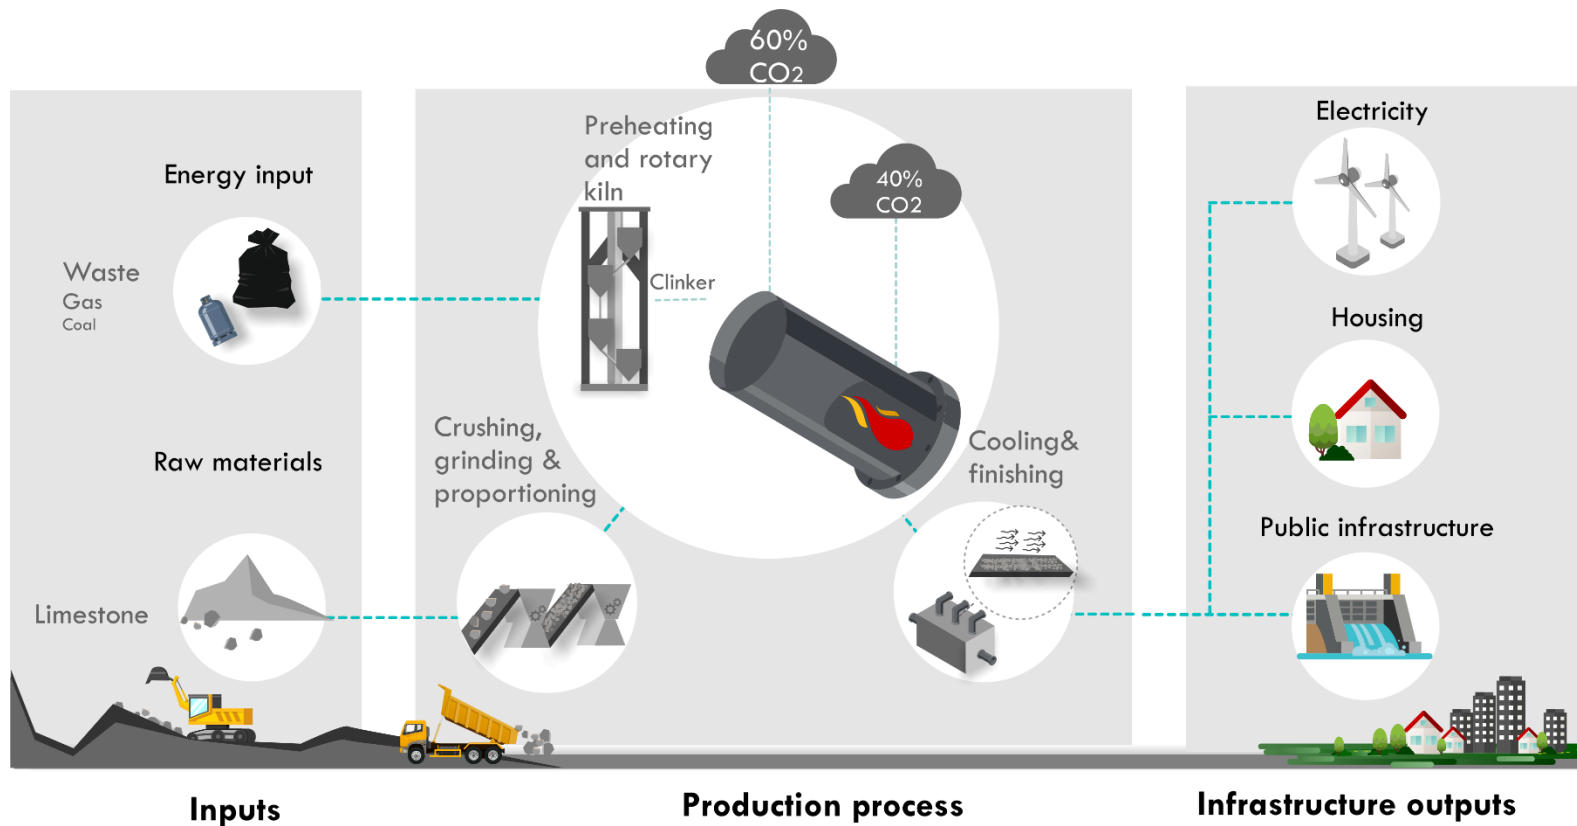 Energy input
Waste
Gas
Coal
Raw materials
Limestone
Inputs
60%
CO2
Preheating
and rotary
kiln
40%
CO2
Clinker
Crushing,
grinding &
proportioning
Cooling&
finishing
Production process
Electricity
Housing
Public infrastructure
Infrastructure outputs